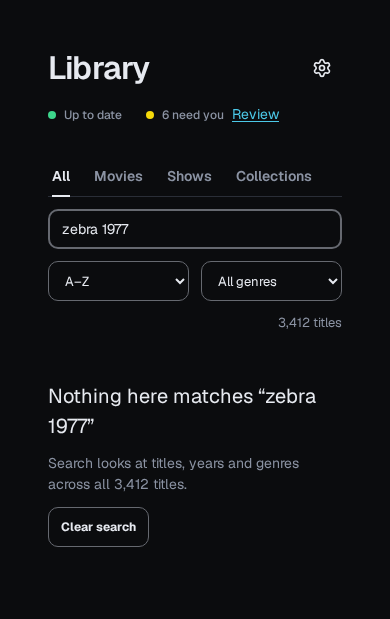 Library
Up to date 6 need you Review
All Movies Shows Collections
zebra 1977
A–Z All genres
3,412 titles
Nothing here matches “zebra
1977”
Search looks at titles, years and genres
across all 3,412 titles.
Clear search